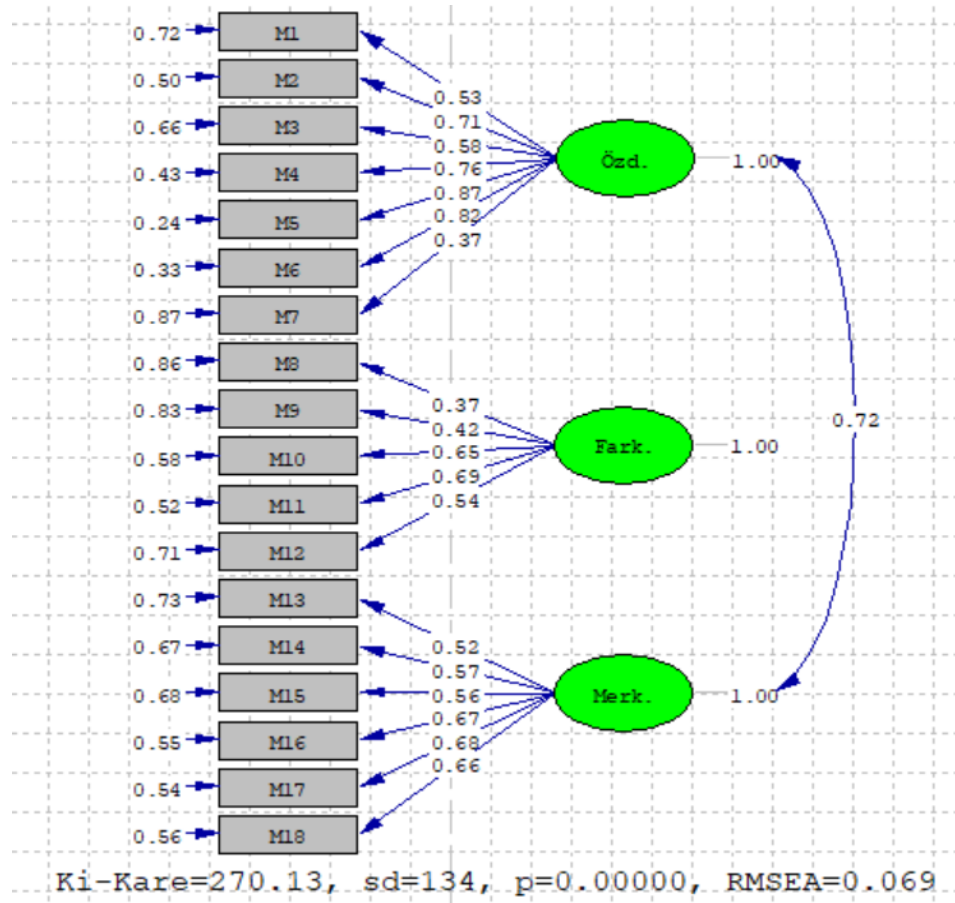 0.72 M1
0.50 M2
0.66 M3
0.43 M4
0.24 M5
0.33 M6
0.87 M7
0.86 M8
0.83 M9
0.58 M10
0.52 M11
0.71 M12
0.73 M13
0.67 M14
0.68 M15
0.55 M16
0.54 M17
0.56 M18
0.53
0.71
0.58
0.76
0.87
0.82
0.37
0.37
0.42
0.65
0.69
0.54
0.52
0.57
0.56
0.67
0.68
0.66
Özd. 1.00
Fark. 1.00
Merk. 1.00
0.72
Ki-Kare=270.13, sd=134, p=0.00000, RMSEA=0.069